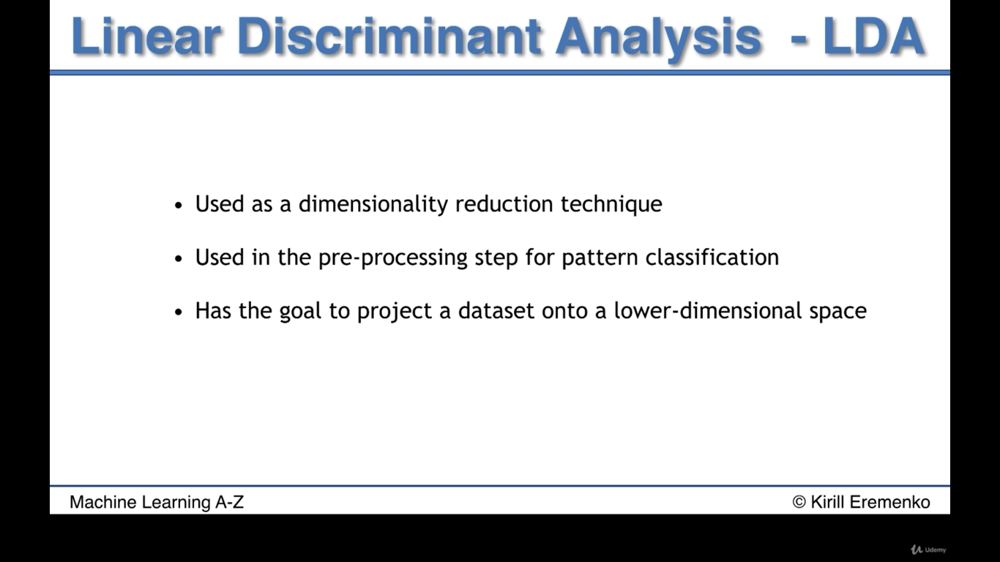 Linear Discriminant Analysis - LDA
• Used as a dimensionality reduction technique
• Used in the pre-processing step for pattern classification
• Has the goal to project a dataset onto a lower-dimensional space
Machine Learning A-Z
© Kirill Eremenko
Udemy